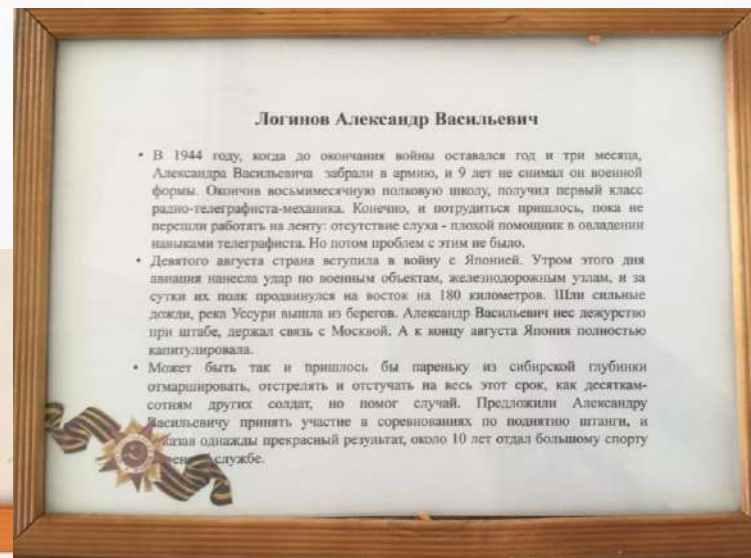 Логинов Александр Васильевич
• В 1944 году, когда до окончания войны оставался год и три месяца,
Александра Васильевича забрали в армию, и 9 лет не снимал он военной
формы. Окончив восьмимесячную полковую школу, получил первый класс
радио-телеграфиста-механика. Конечно, и потрудиться пришлось, пока не
перешли работать на ленту: отсутствие слуха - плохой помощник в овладении
навыками телеграфиста. Но потом проблем с этим не было.
• Девятого августа страна вступила в войну с Японией. Утром этого дня
авиация нанесла удар по военным объектам, железнодорожным узлам, и за
сутки их полк продвинулся на восток на 180 километров. Шли сильные
дожди, река Уссури вышла из берегов. Александр Васильевич нес дежурство
при штабе, держал связь с Москвой. А к концу августа Япония полностью
капитулировала.
• Может быть так и пришлось бы пареньку из сибирской глубинки
отмаршировать, отстрелять и отстучать на весь этот срок, как десяткам-
сотням других солдат, но помог случай. Предложили Александру
Васильевичу принять участие в соревнованиях по поднятию штанги, и
однажды прекрасный результат, около 10 лет отдал большому спорту
службе.